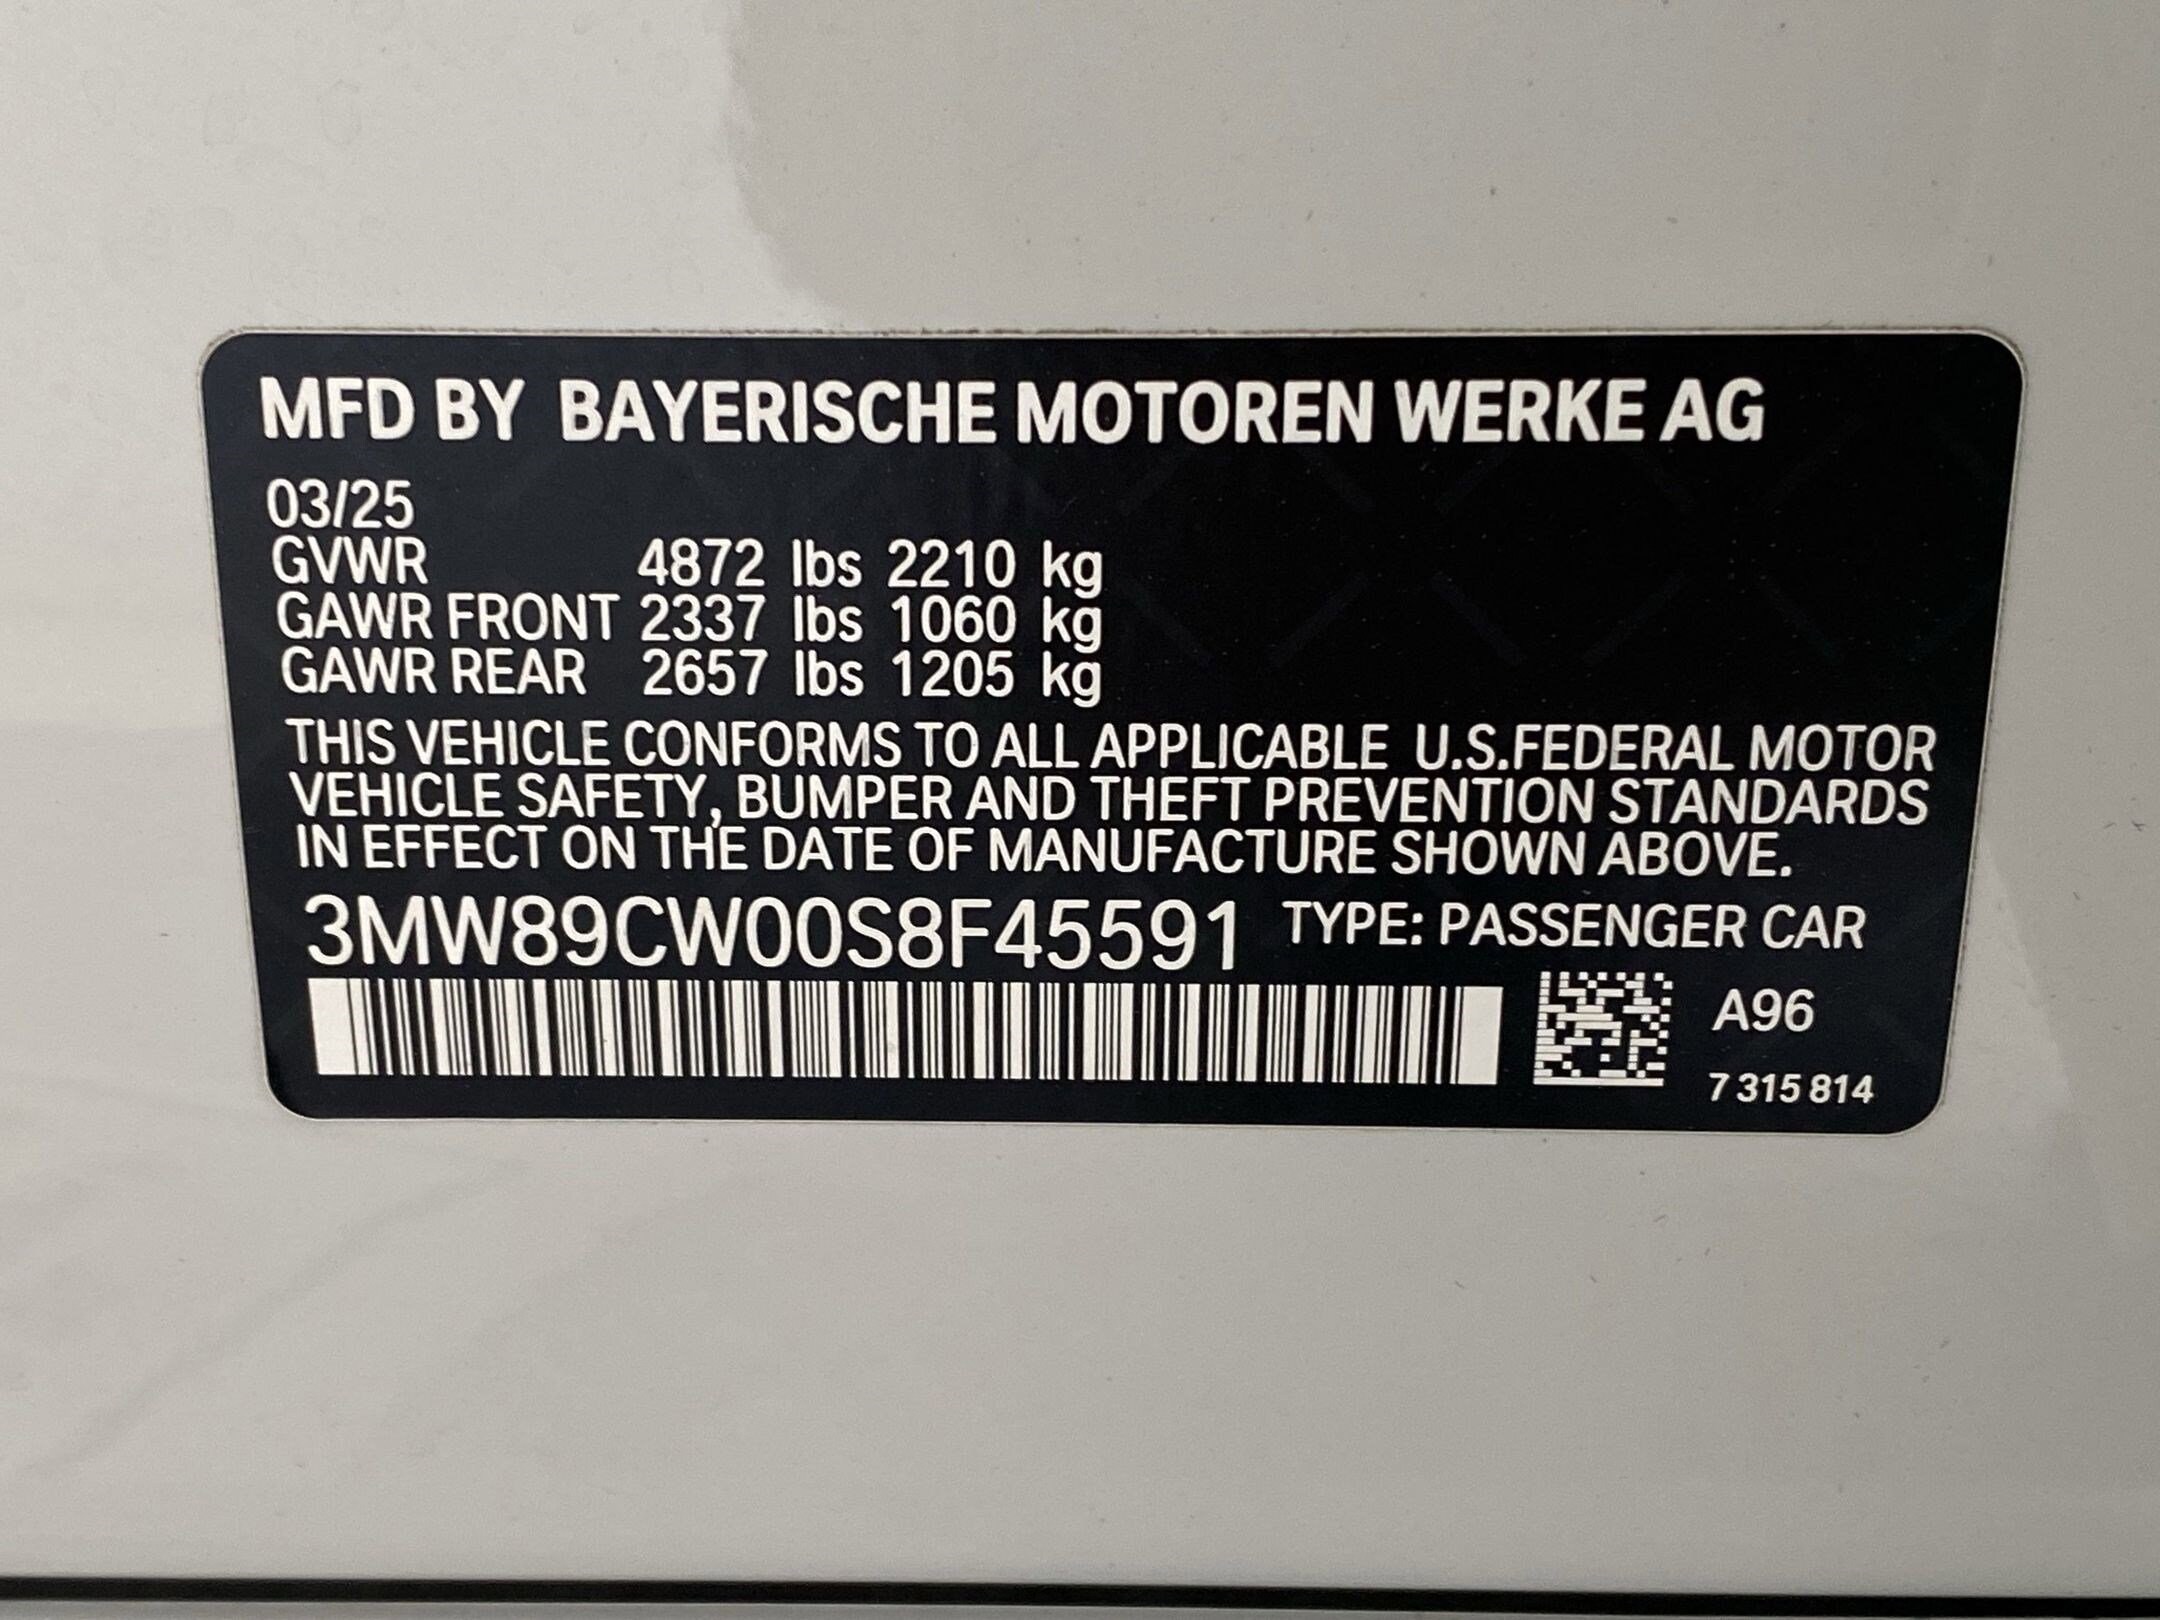 MFD BY BAYERISCHE MOTOREN WERKE AG
03/25
GVWR 4872 lbs 2210 kg
GAWR FRONT 2337 lbs 1060 kg
GAWR REAR 2657 lbs 1205 kg
THIS VEHICLE CONFORMS TO ALL APPLICABLE U.S.FEDERAL MOTOR
VEHICLE SAFETY, BUMPER AND THEFT PREVENTION STANDARDS
IN EFFECT ON THE DATE OF MANUFACTURE SHOWN ABOVE.
3MW89CW00S8F45591 TYPE: PASSENGER CAR
A96
7 315 814